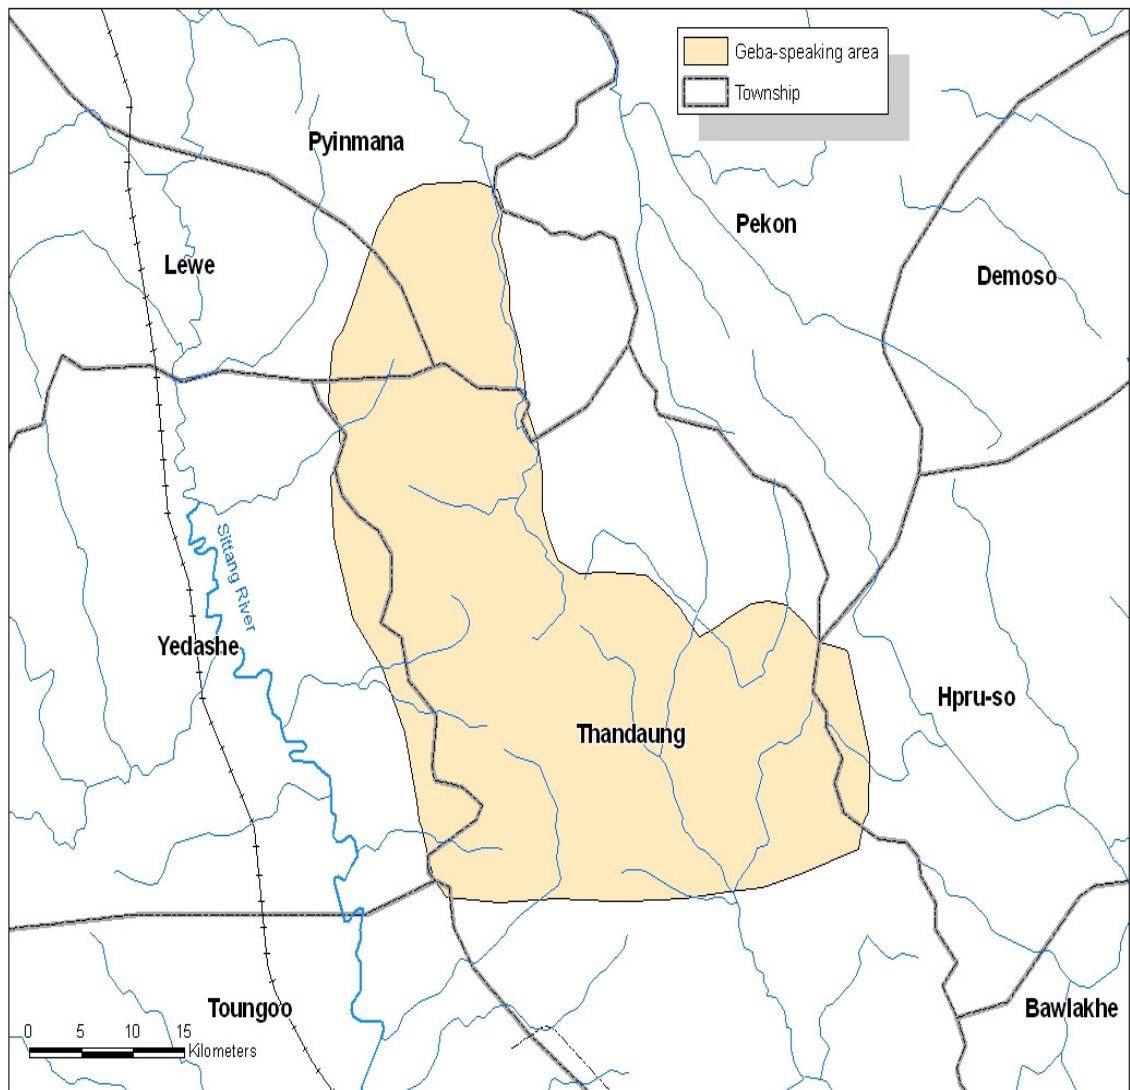 Geba-speaking area
Township
Pyinmana
Pekon
Lewe
Demoso
Sittang River
Yedashe
Hpru-so
Thandaung
Toungoo
Bawlakhe
0 5 10 15
Kilometers